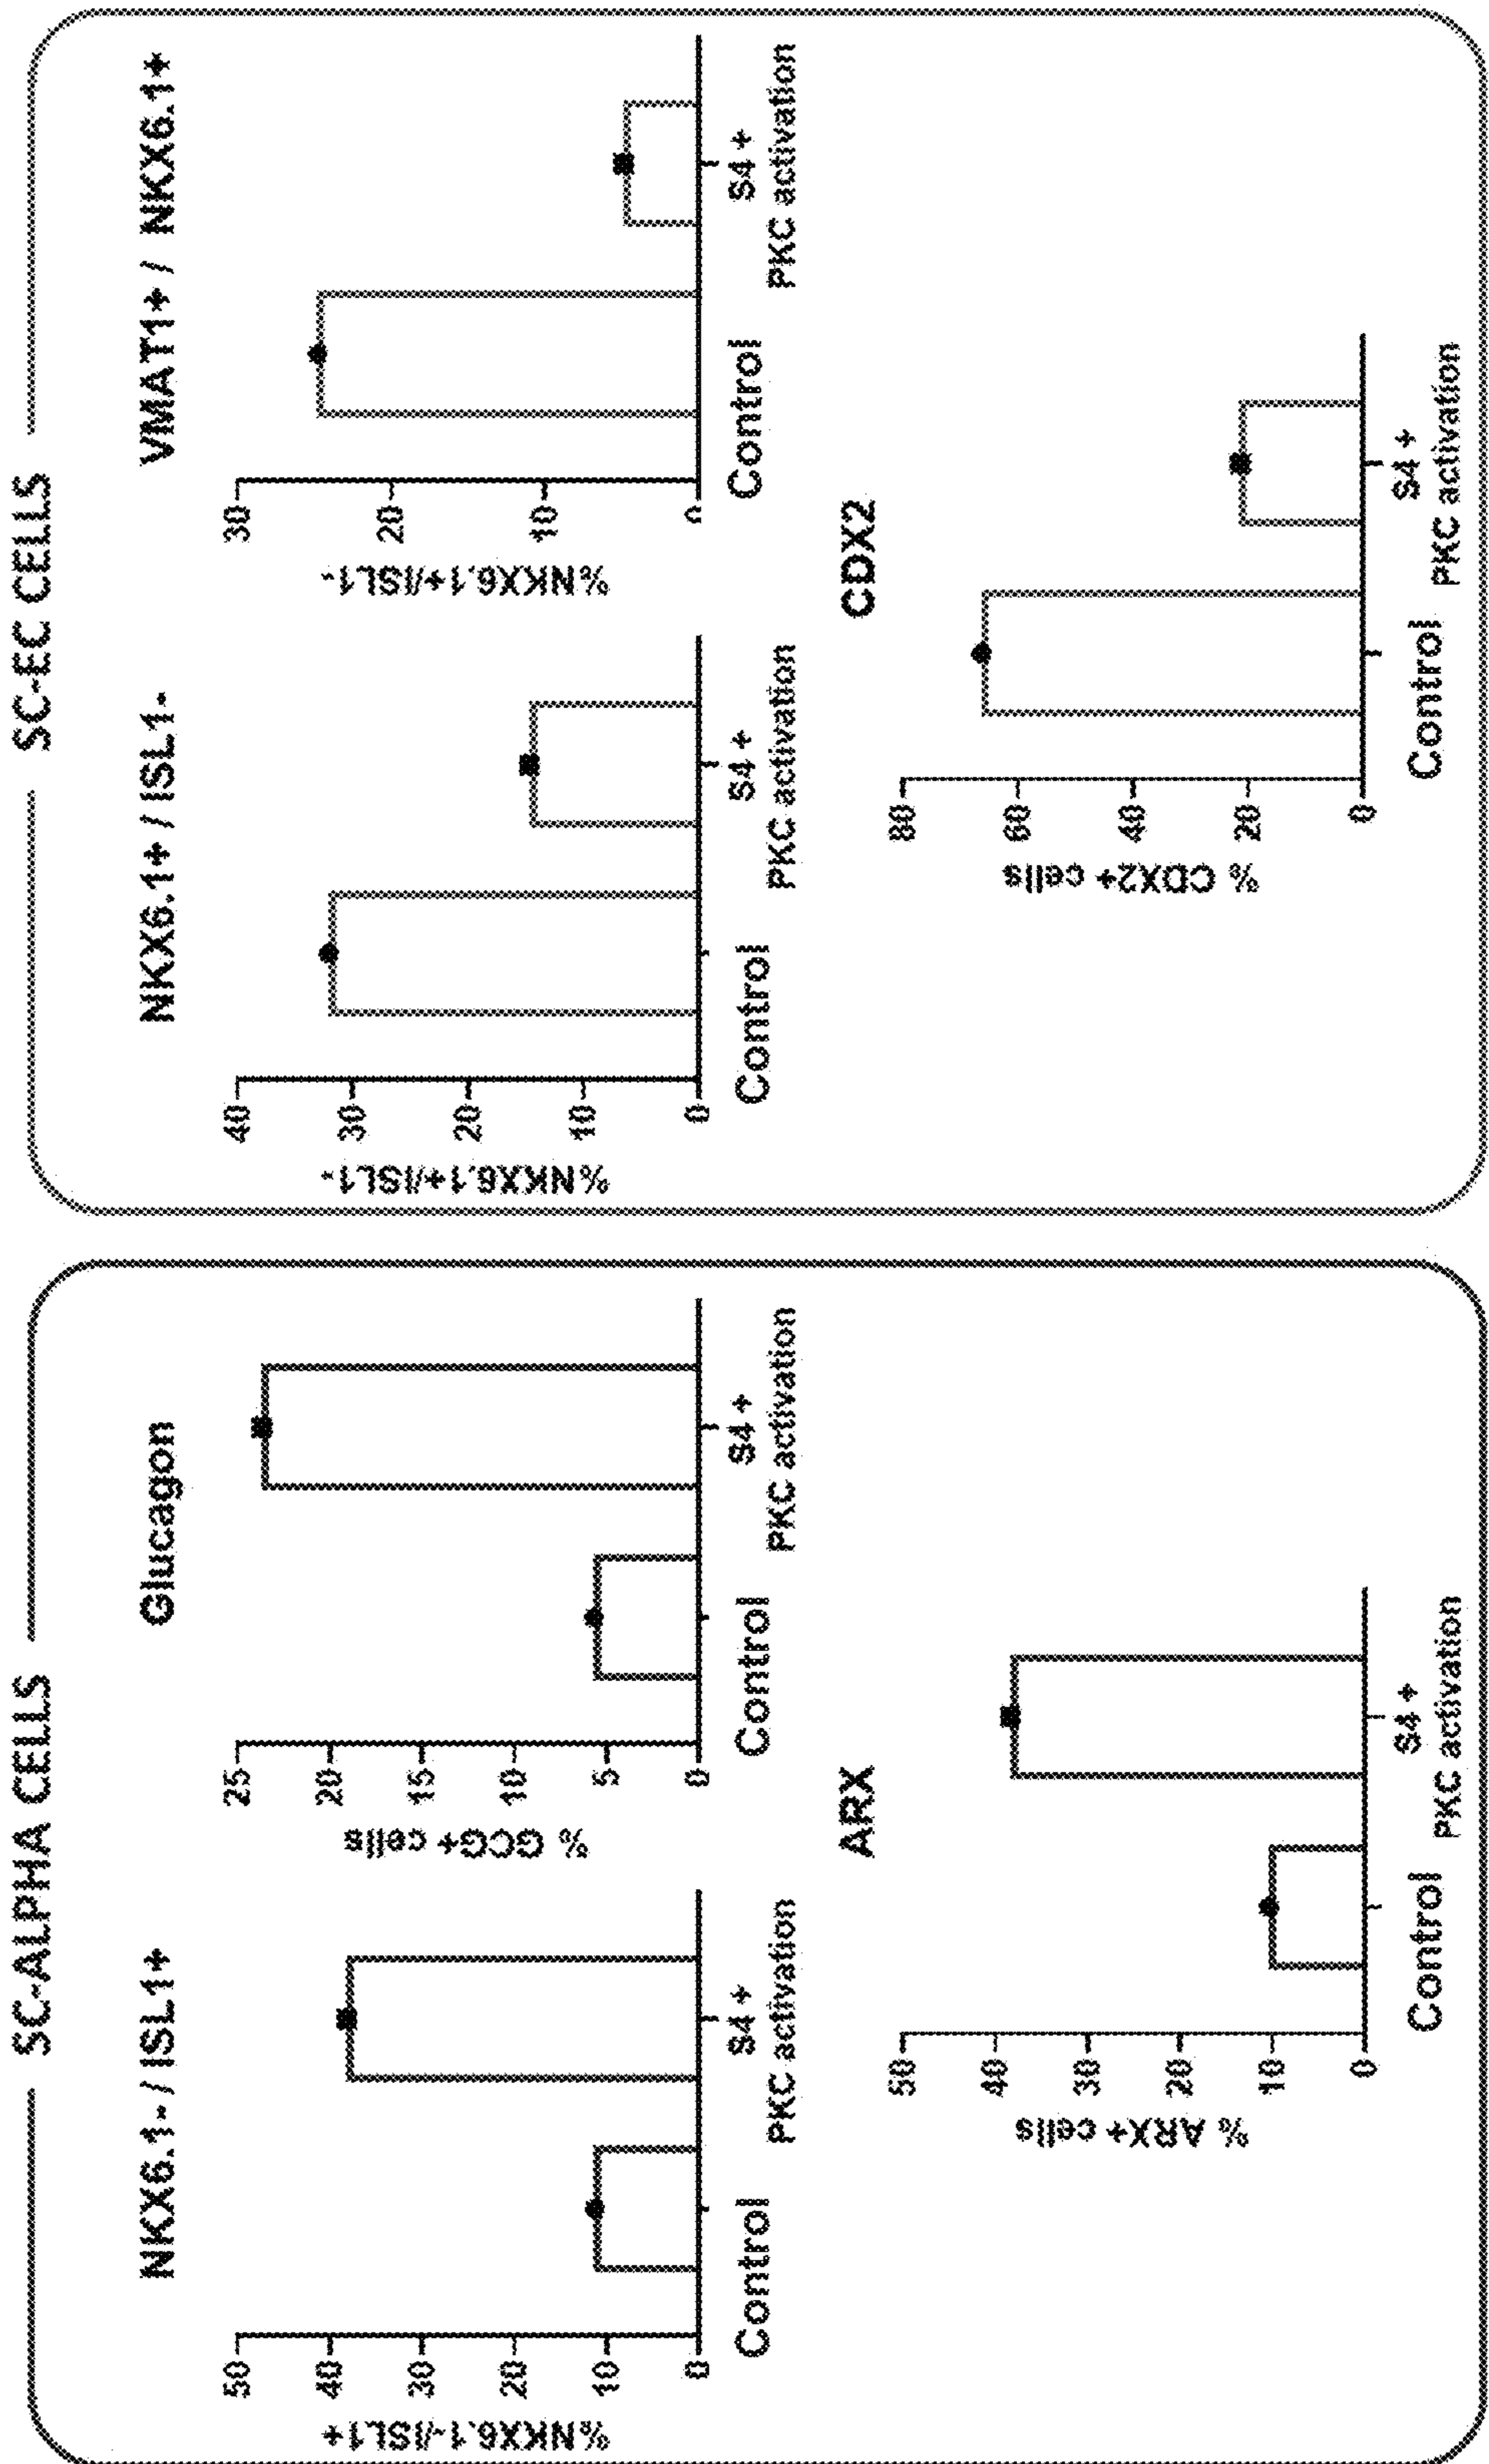 SC-ALPHA CELLS
NKX6.1- / ISL1+
%NKX6.1-/ISL1+
50
40
30
20
10
0
Control
S4 +
PKC activation
Glucagon
% GCG+ cells
25
20
15
10
5
0
Control
S4 +
PKC activation
ARX
% ARX+ cells
50
40
30
20
10
0
Control
S4 +
PKC activation
SC-EC CELLS
NKX6.1+ / ISL1-
%NKX6.1+/ISL1-
40
30
20
10
0
Control
S4 +
PKC activation
VMAT1+ / NKX6.1+
%NKX6.1+/ISL1-
30
20
10
0
Control
S4 +
PKC activation
CDX2
% CDX2+ cells
80
60
40
20
0
Control
S4 +
PKC activation